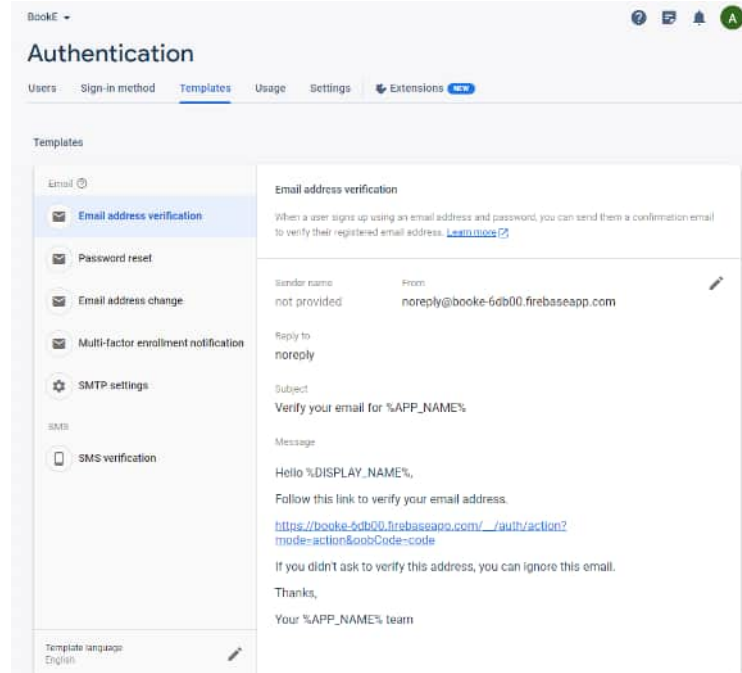 BookE
A
Authentication
Users Sign-in method Templates Usage Settings Extensions NEW
Templates
Email
Email address verification
Password reset
Email address change
Multi-factor enrollment notification
SMTP settings
SMS
SMS verification
Template language
English
Email address verification
When a user signs up using an email address and password, you can send them a confirmation email
to verify their registered email address. Learn more
Sender name From
not provided noreply@booke-6db00.firebaseapp.com
Reply to
noreply
Subject
Verify your email for %APP_NAME%
Message
Hello %DISPLAY_NAME%,
Follow this link to verify your email address.
https://booke-6db00.firebaseapp.com/__/auth/action?
mode=action&oobCode=code
If you didn't ask to verify this address, you can ignore this email.
Thanks,
Your %APP_NAME% team